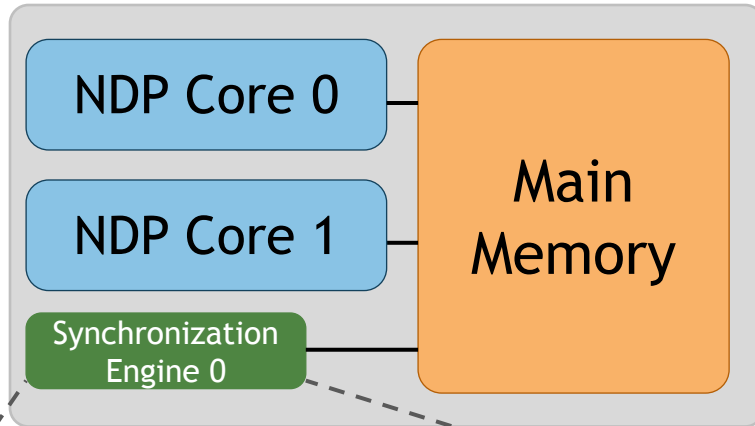 NDP Core 0
NDP Core 1
Synchronization
Engine 0
Main
Memory